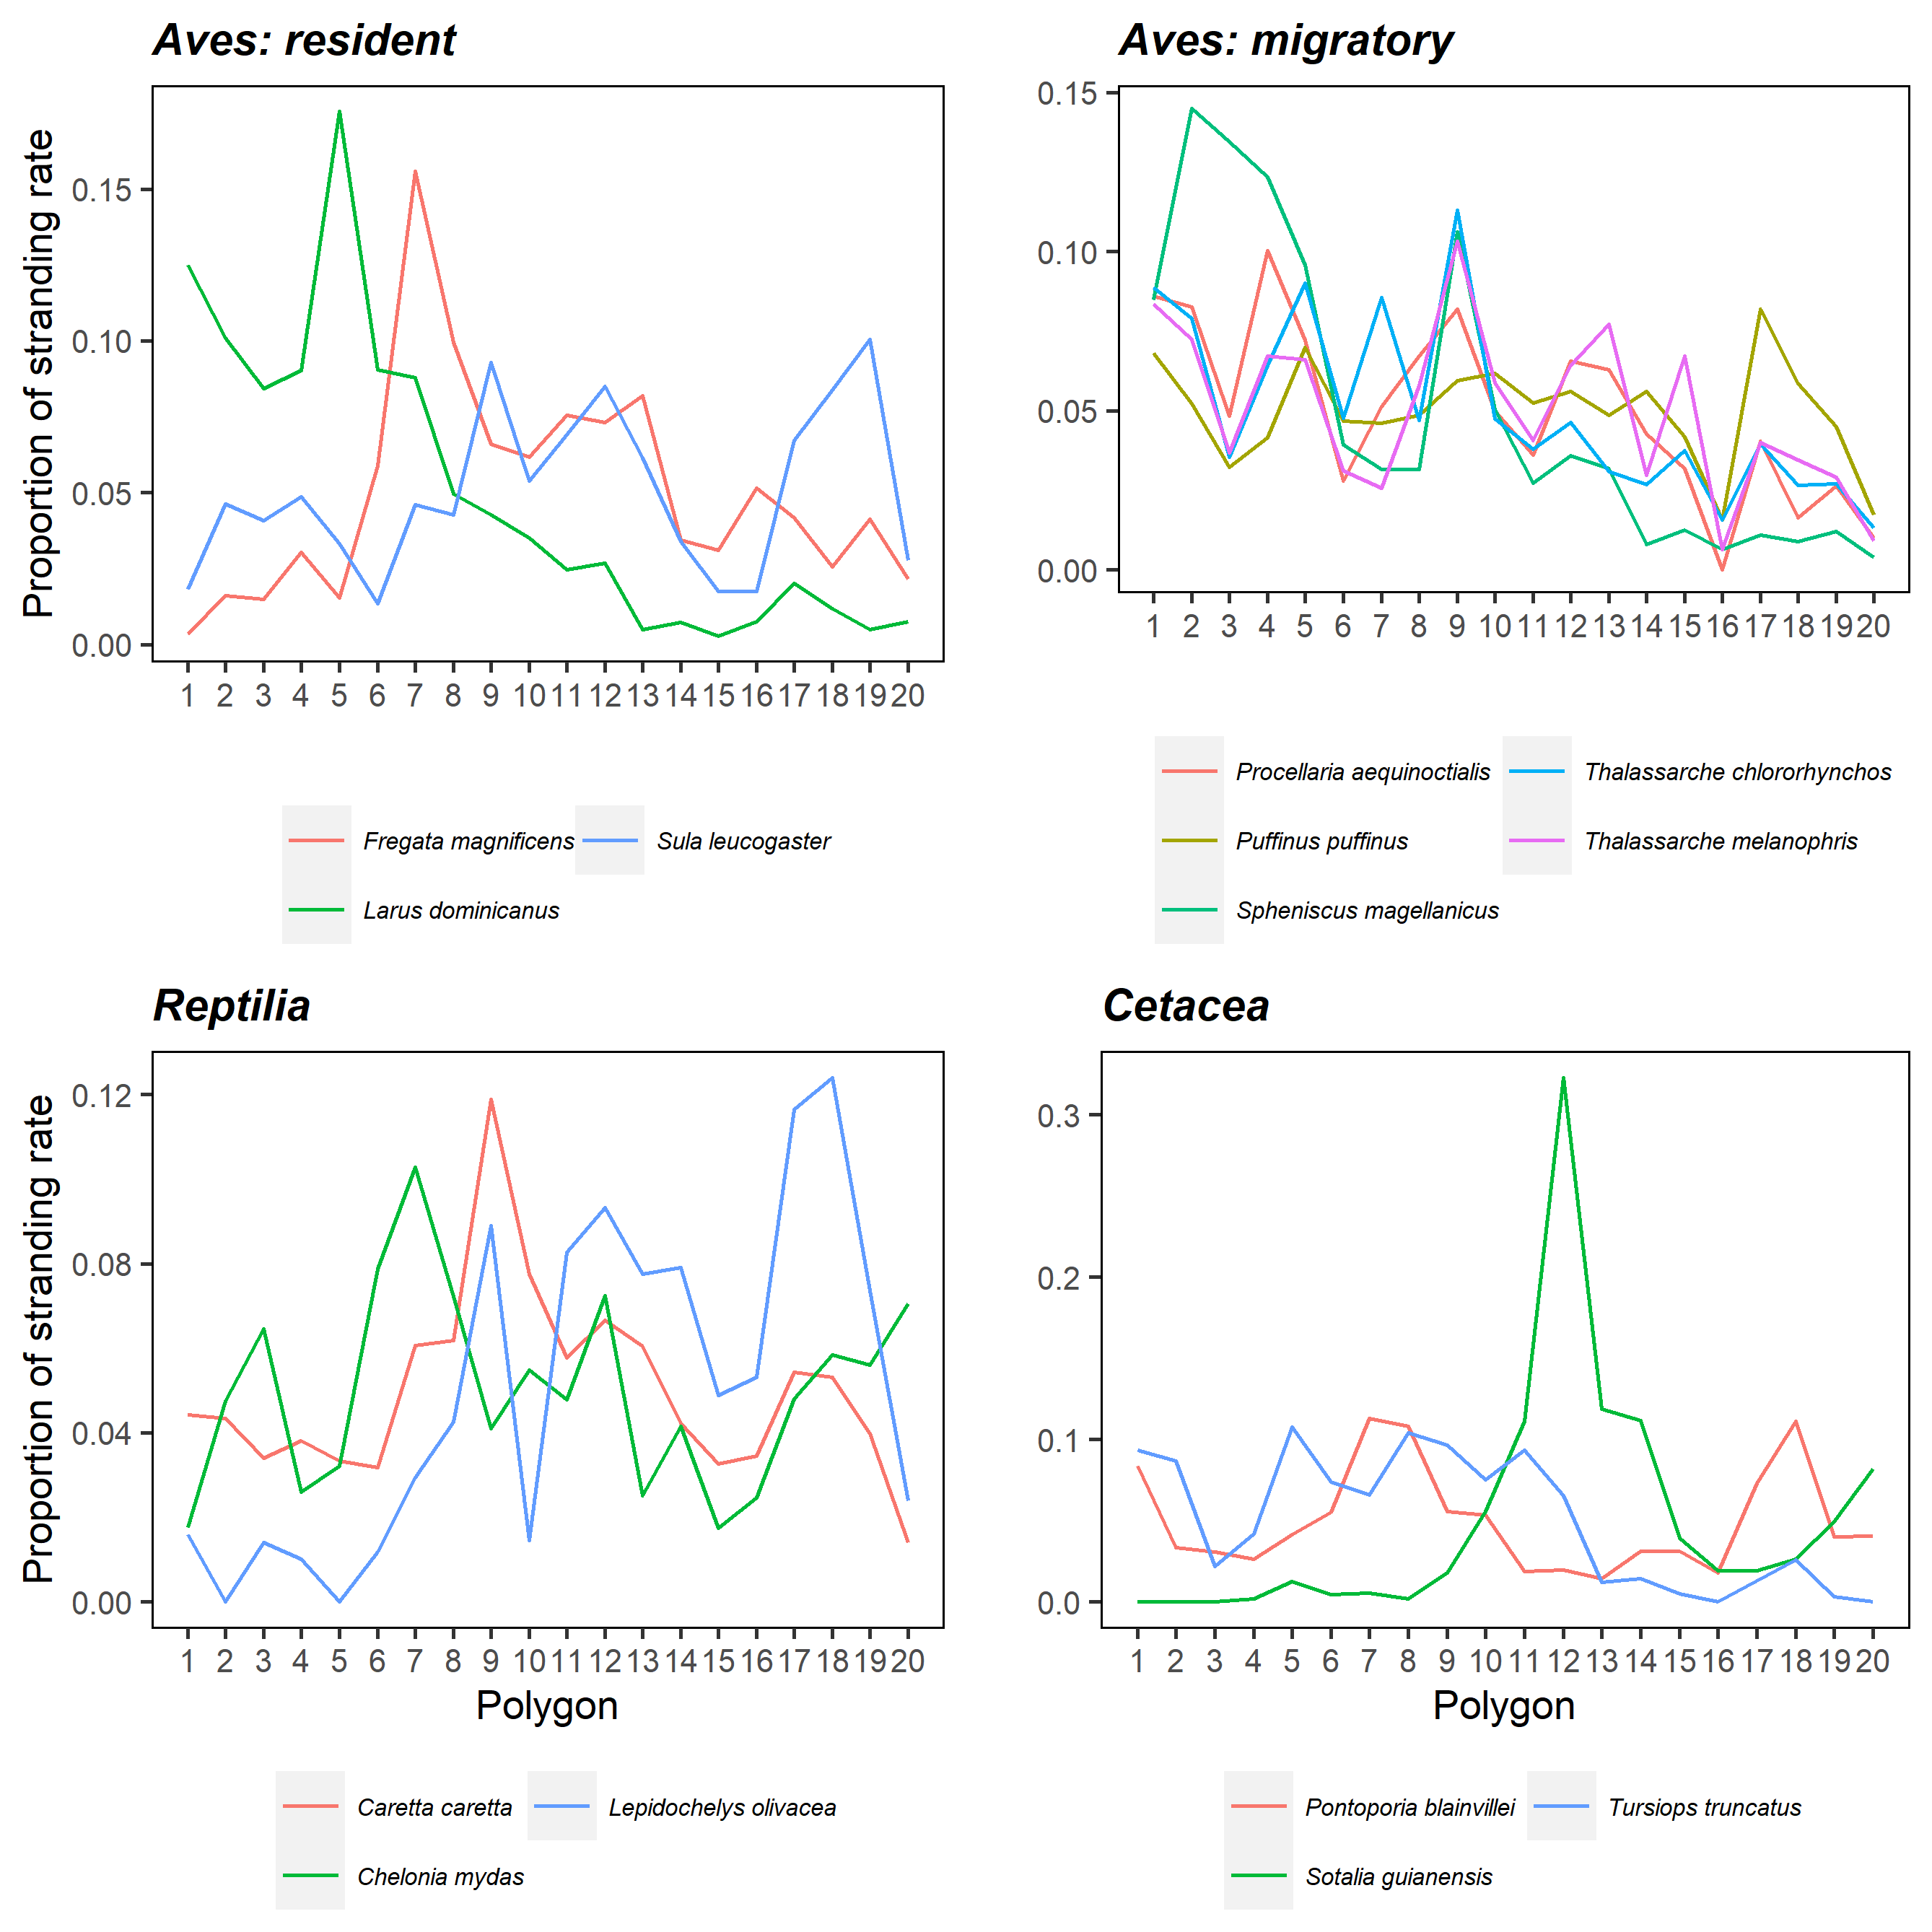 Aves: resident
Proportion of stranding rate
0.15
0.10
0.05
0.00
1 2 3 4 5 6 7 8 9 10 11 12 13 14 15 16 17 18 19 20
Fregata magnificens
Sula leucogaster
Larus dominicanus
Aves: migratory
0.15
0.10
0.05
0.00
1 2 3 4 5 6 7 8 9 10 11 12 13 14 15 16 17 18 19 20
Procellaria aequinoctialis
Thalassarche chlororhynchos
Puffinus puffinus
Thalassarche melanophris
Spheniscus magellanicus
Reptilia
Proportion of stranding rate
0.12
0.08
0.04
0.00
1 2 3 4 5 6 7 8 9 10 11 12 13 14 15 16 17 18 19 20
Polygon
Caretta caretta
Lepidochelys olivacea
Chelonia mydas
Cetacea
0.3
0.2
0.1
0.0
1 2 3 4 5 6 7 8 9 10 11 12 13 14 15 16 17 18 19 20
Polygon
Pontoporia blainvillei
Tursiops truncatus
Sotalia guianensis